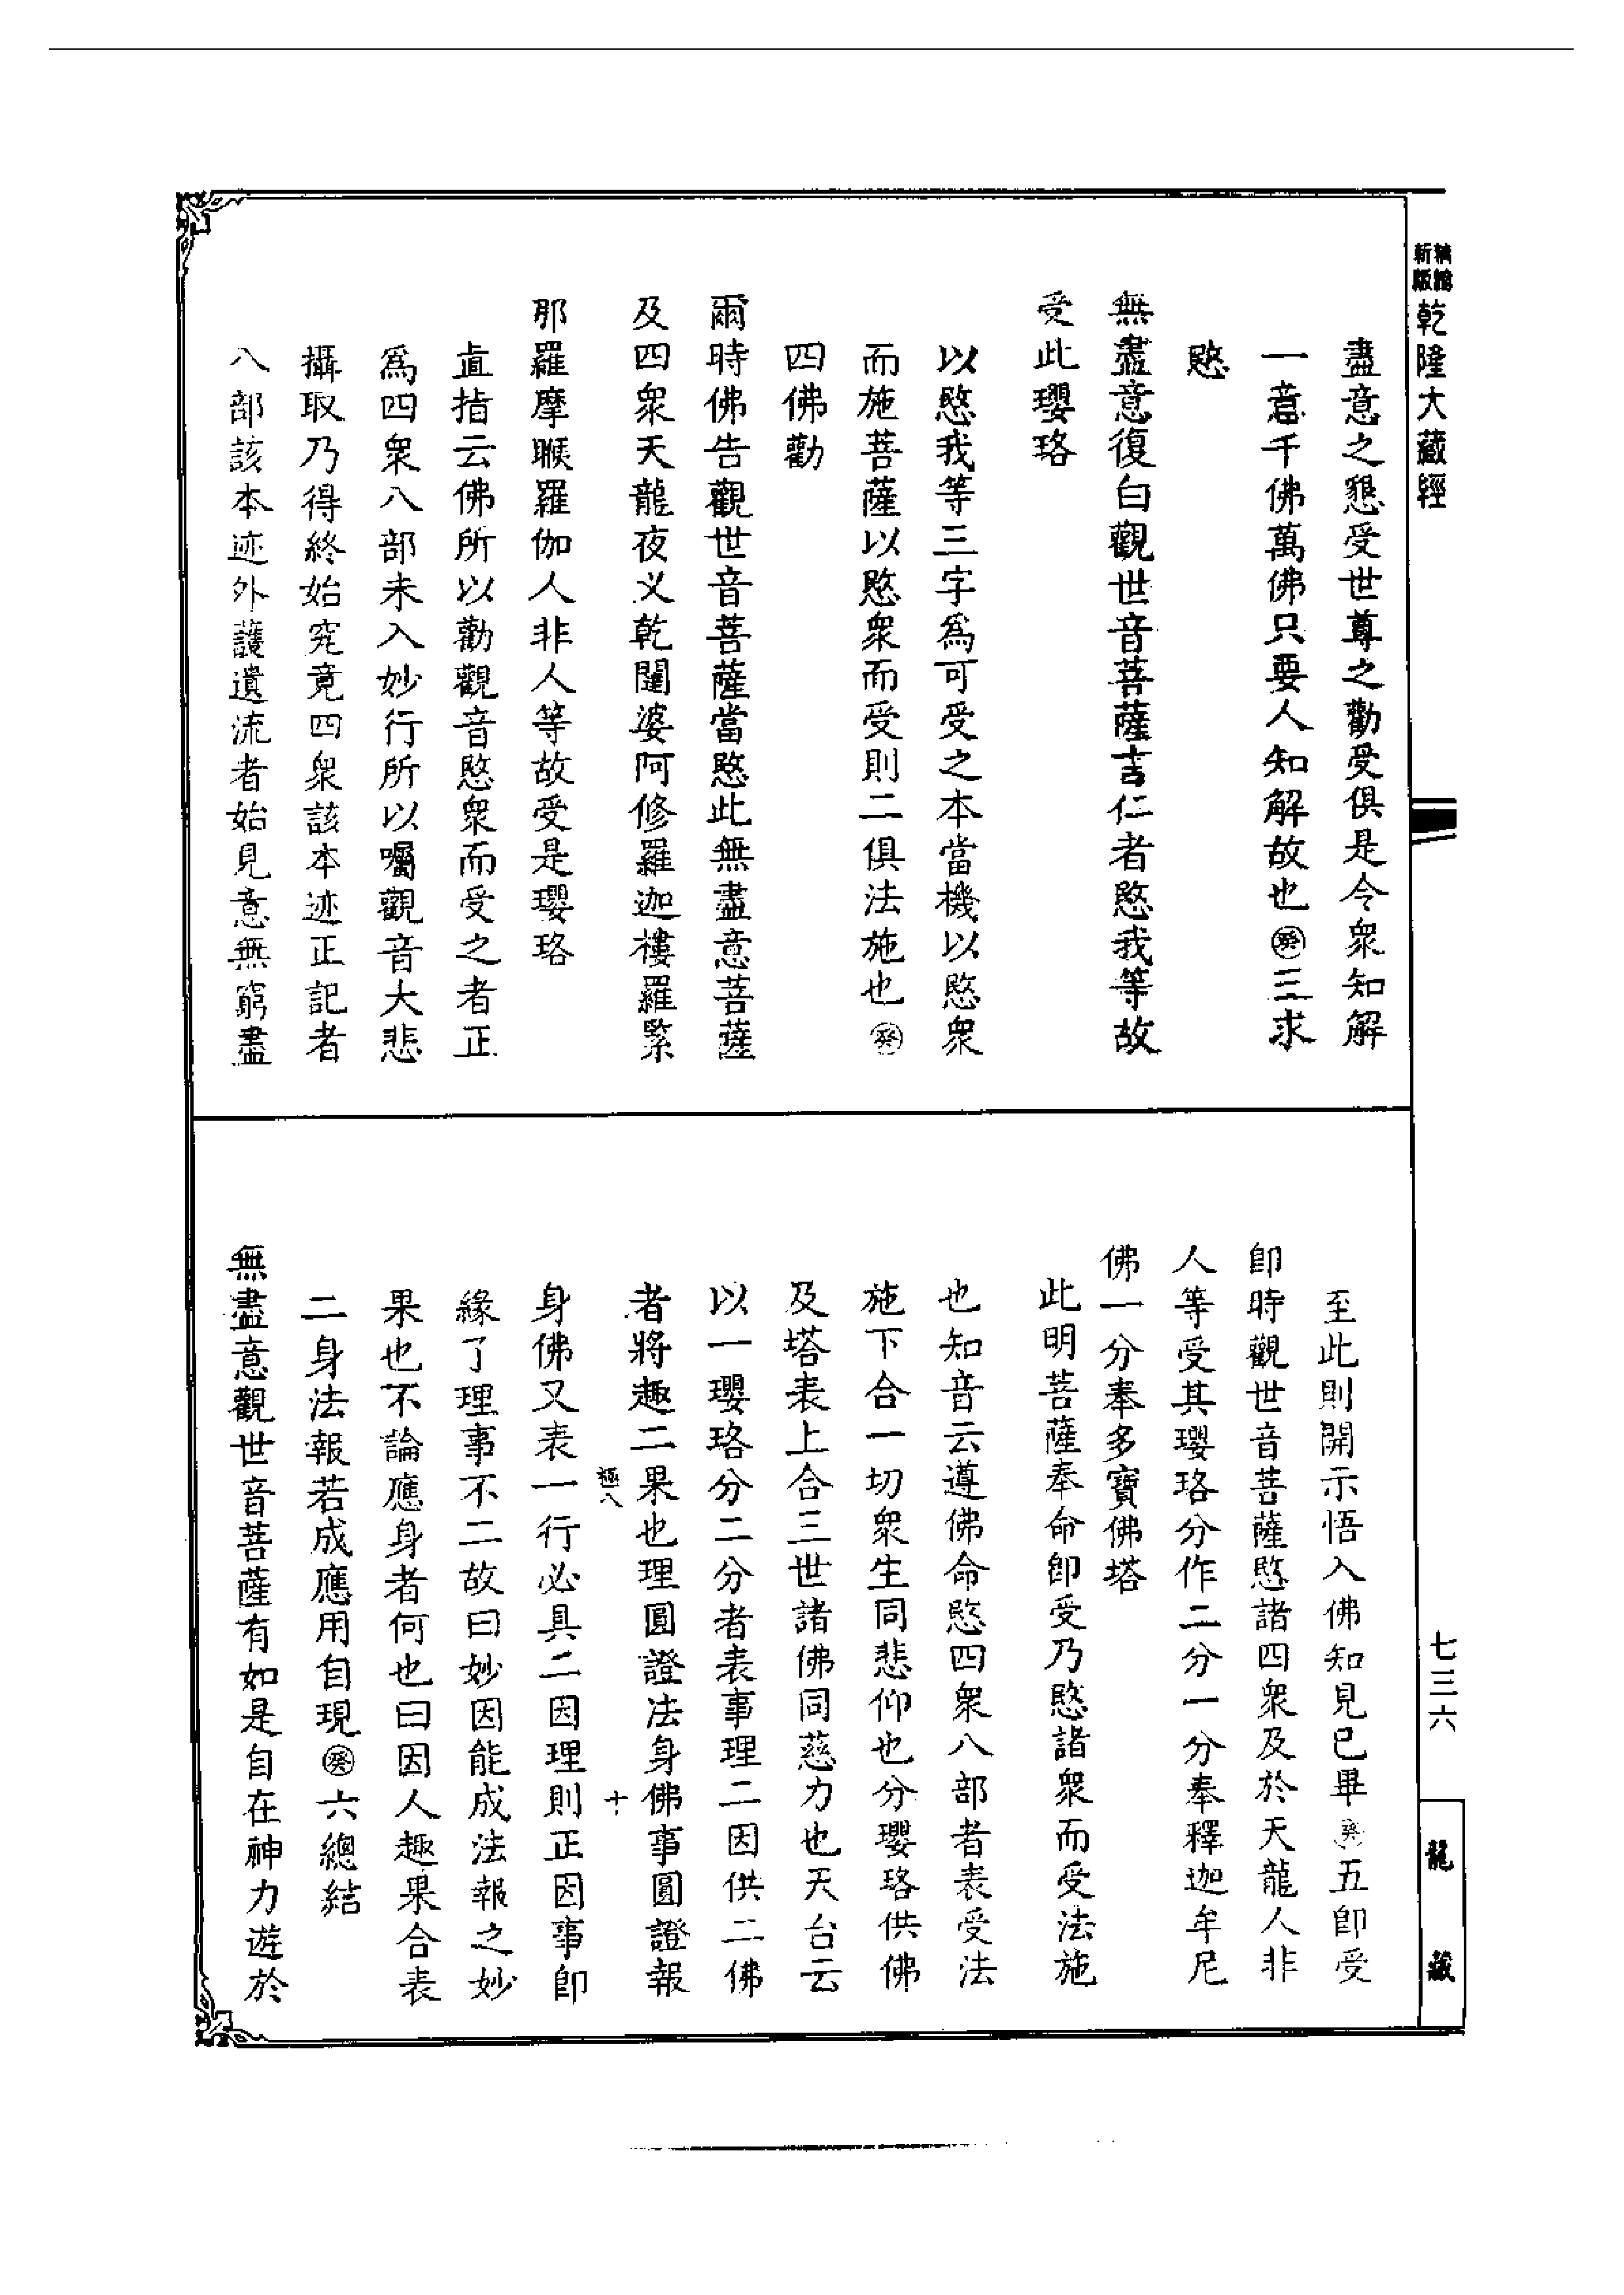 新版精縮
乾隆大藏經
盡意之懇受世尊之勸受俱是令衆知解
一意千佛萬佛只要人知解故也㊋三求
愍
無盡意復白觀世音菩薩言仁者愍我等故
受此瓔珞
以愍我等三字爲可受之本當機以愍衆
而施菩薩以愍衆而受則二俱法施也癸
四佛勸
爾時佛告觀世音菩薩當愍此無盡意菩薩
及四衆天龍夜义乾闥婆阿修羅迦樓羅緊
那羅摩睺羅伽人非人等故受是瓔珞
直指云佛所以勸觀音愍衆而受之者正
爲四衆八部未入妙行所以囑觀音大悲
攝取乃得終始究竟四衆該本迹正記者
八部該本迹外護遺流者始見意無窮盡
至此則開示悟入佛知見已畢癸五卽受
卽時觀世音菩薩愍諸四衆及於天龍人非
人等受其瓔珞分作二分一分奉釋迦牟尼
佛一分奉多寶佛塔
此明菩薩奉命卽受乃愍諸衆而受法施
也知音云遵佛命愍四衆八部者表受法
施下合一切衆生同悲仰也分瓔珞供佛
及塔表上合三世諸佛同慈力也天台云
以一瓔珞分二分者表事理二因供二佛
者將趣二果也理圓證法身佛事圓證報
極八
十
身佛又表一行必具二因理則正因事卽
緣了理事不二故曰妙因能成法報之妙
果也不論應身者何也曰因人趣果合表
二身法報若成應用自現癸六總結
無盡意觀世音菩薩有如是自在神力遊於
七三六
龍藏